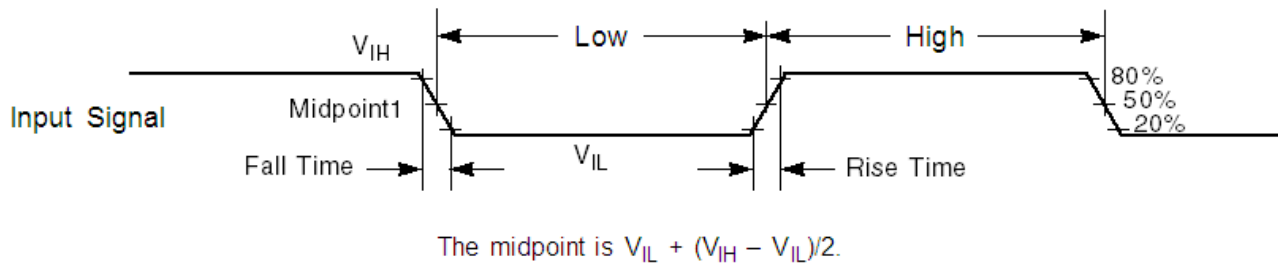 Low
High
VIH
80%
Midpoint1
50%
Input Signal
20%
VIL
Fall Time
Rise Time
The midpoint is VIL + (VIH – VIL)/2.